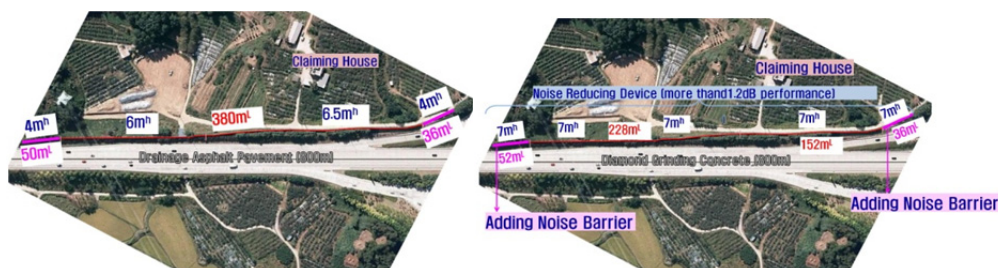 Claiming House
4mʰ
50mᴸ
6mʰ
380mᴸ
6.5mʰ
4mʰ
36mᴸ
Drainage Asphalt Pavement (800m)
Claiming House
Noise Reducing Device (more thand1.2dB performance)
7mʰ
52mᴸ
7mʰ
228mᴸ
7mʰ
7mʰ
152mᴸ
7mʰ
36mᴸ
Diamond Grinding Concrete (800m)
Adding Noise Barrier
Adding Noise Barrier